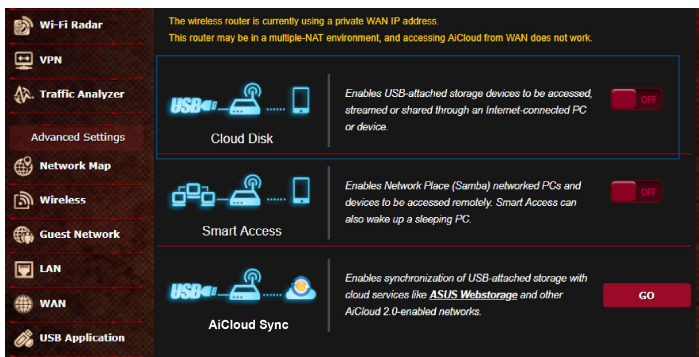 Wi-Fi Radar
VPN
Traffic Analyzer
Advanced Settings
Network Map
Wireless
Guest Network
LAN
WAN
USB Application
The wireless router is currently using a private WAN IP address.
This router may be in a multiple-NAT environment, and accessing AiCloud from WAN does not work.
USB
Cloud Disk
Enables USB-attached storage devices to be accessed,
streamed or shared through an Internet-connected PC
or device.
OFF
Smart Access
Enables Network Place (Samba) networked PCs and
devices to be accessed remotely. Smart Access can
also wake up a sleeping PC.
OFF
USB
AiCloud Sync
Enables synchronization of USB-attached storage with
cloud services like ASUS Webstorage and other
AiCloud 2.0-enabled networks.
GO